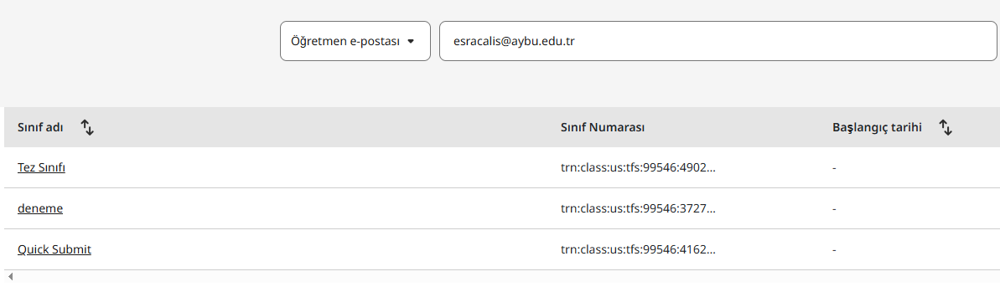 Öğretmen e-postası esracalis@aybu.edu.tr
Sınıf adı Sınıf Numarası Başlangıç tarihi
Tez Sınıfı trn:class:us:tfs:99546:4902... -
deneme trn:class:us:tfs:99546:3727... -
Quick Submit trn:class:us:tfs:99546:4162... -